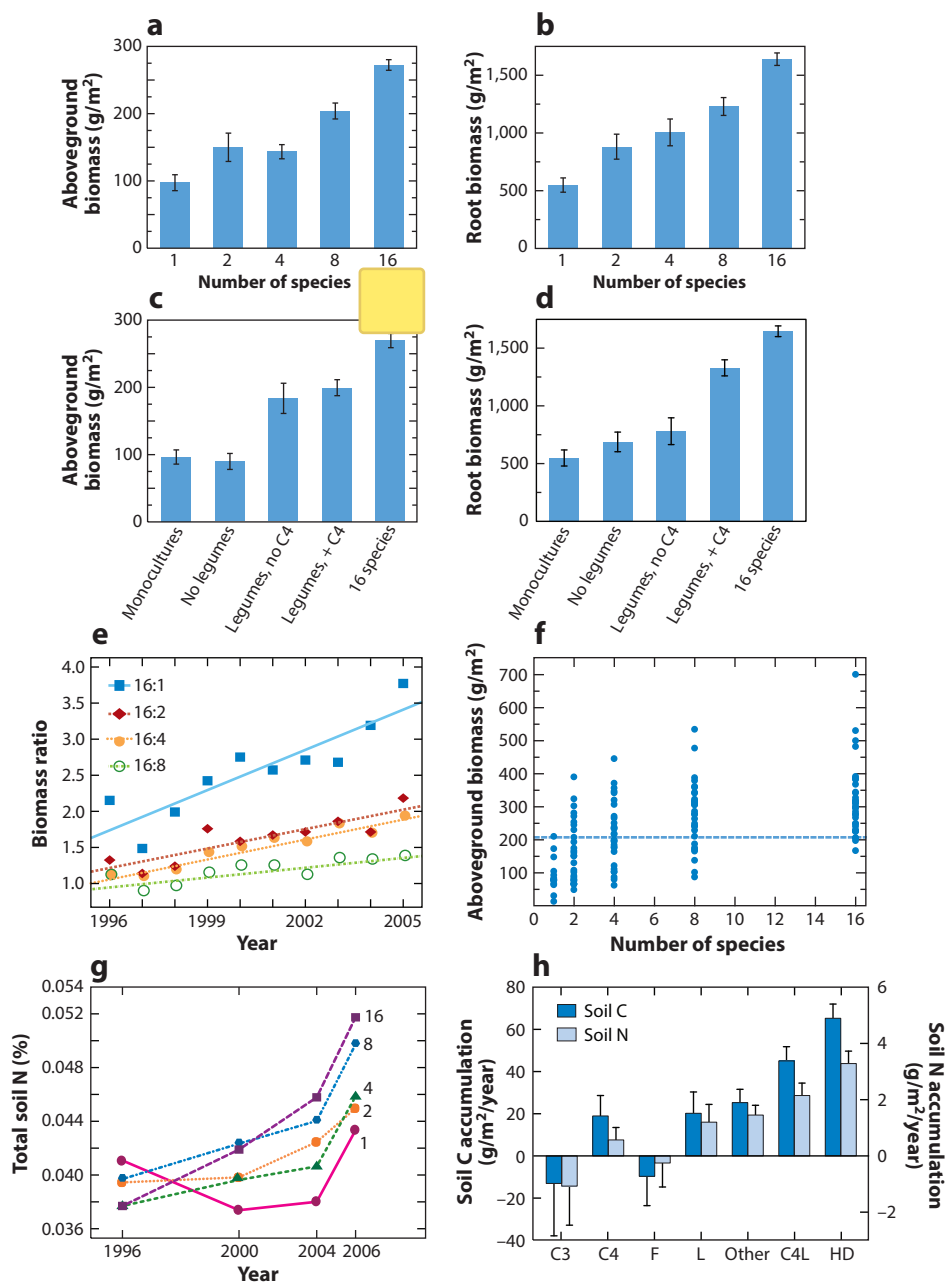 a
Aboveground
biomass (g/m²)
300
200
100
0
1 2 4 8 16
Number of species
b
Root biomass (g/m²)
1,500
1,000
500
0
1 2 4 8 16
Number of species
c
Aboveground
biomass (g/m²)
300
200
100
0
Monocultures
No legumes
Legumes, no C4
Legumes, + C4
16 species
d
Root biomass (g/m²)
1,500
1,000
500
0
Monocultures
No legumes
Legumes, no C4
Legumes, + C4
16 species
e
Biomass ratio
4.0
3.5
3.0
2.5
2.0
1.5
1.0
16:1
16:2
16:4
16:8
1996 1999 2002 2005
Year
f
Aboveground biomass (g/m²)
700
600
500
400
300
200
100
0 2 4 6 8 10 12 14 16
Number of species
g
Total soil N (%)
0.054
0.052
0.048
0.044
0.040
0.036
16
8
4
2
1
1996 2000 2004 2006
Year
h
Soil C accumulation
(g/m²/year)
80
60
40
20
0
−20
−40
Soil C
Soil N
6
4
2
0
−2
Soil N accumulation
(g/m²/year)
C3 C4 F L Other C4L HD